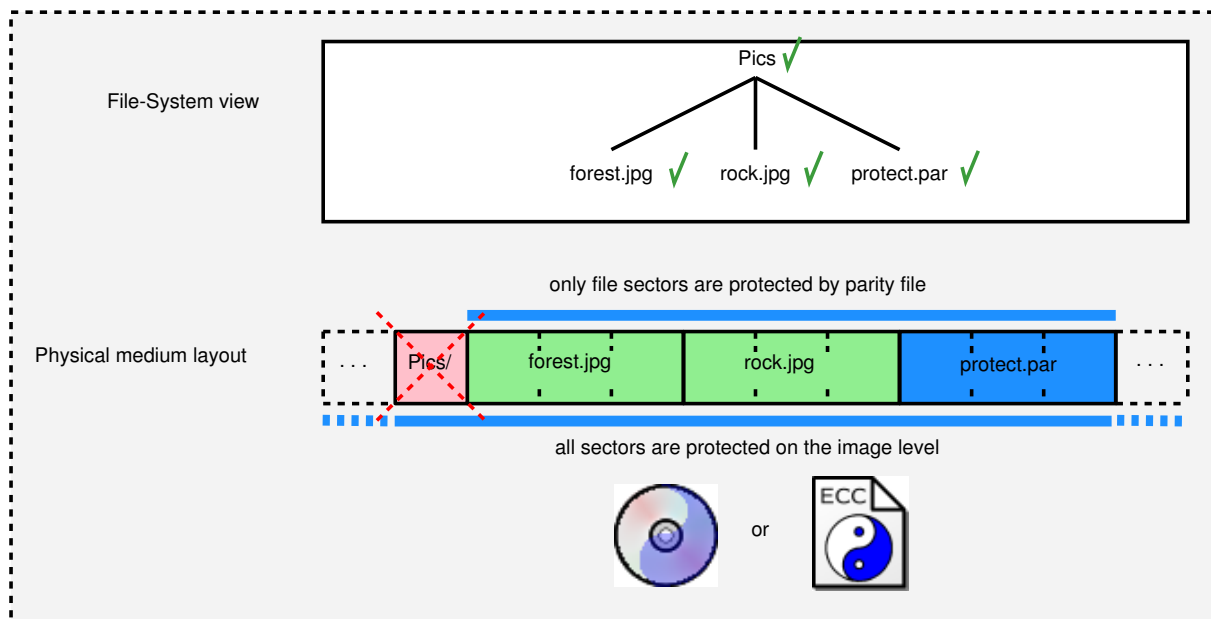 Pics
File-System view
forest.jpg rock.jpg protect.par
only file sectors are protected by parity file
Physical medium layout
. . . Pics/ forest.jpg rock.jpg protect.par . . .
all sectors are protected on the image level
or
ECC